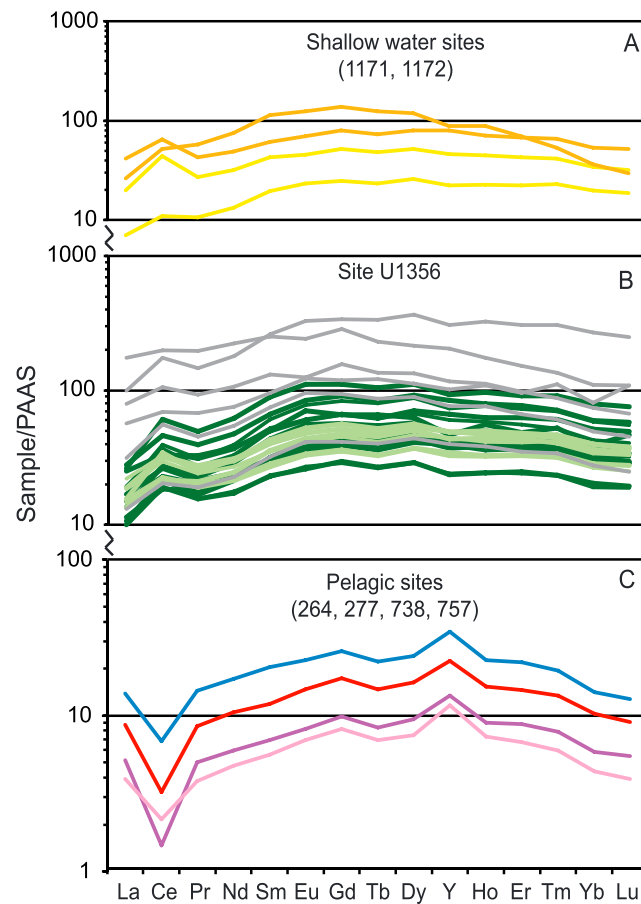 1000
Shallow water sites
(1171, 1172)
A
100
10
1000
Site U1356
B
100
10
Sample/PAAS
100
Pelagic sites
(264, 277, 738, 757)
C
10
1
La Ce Pr Nd Sm Eu Gd Tb Dy Y Ho Er Tm Yb Lu